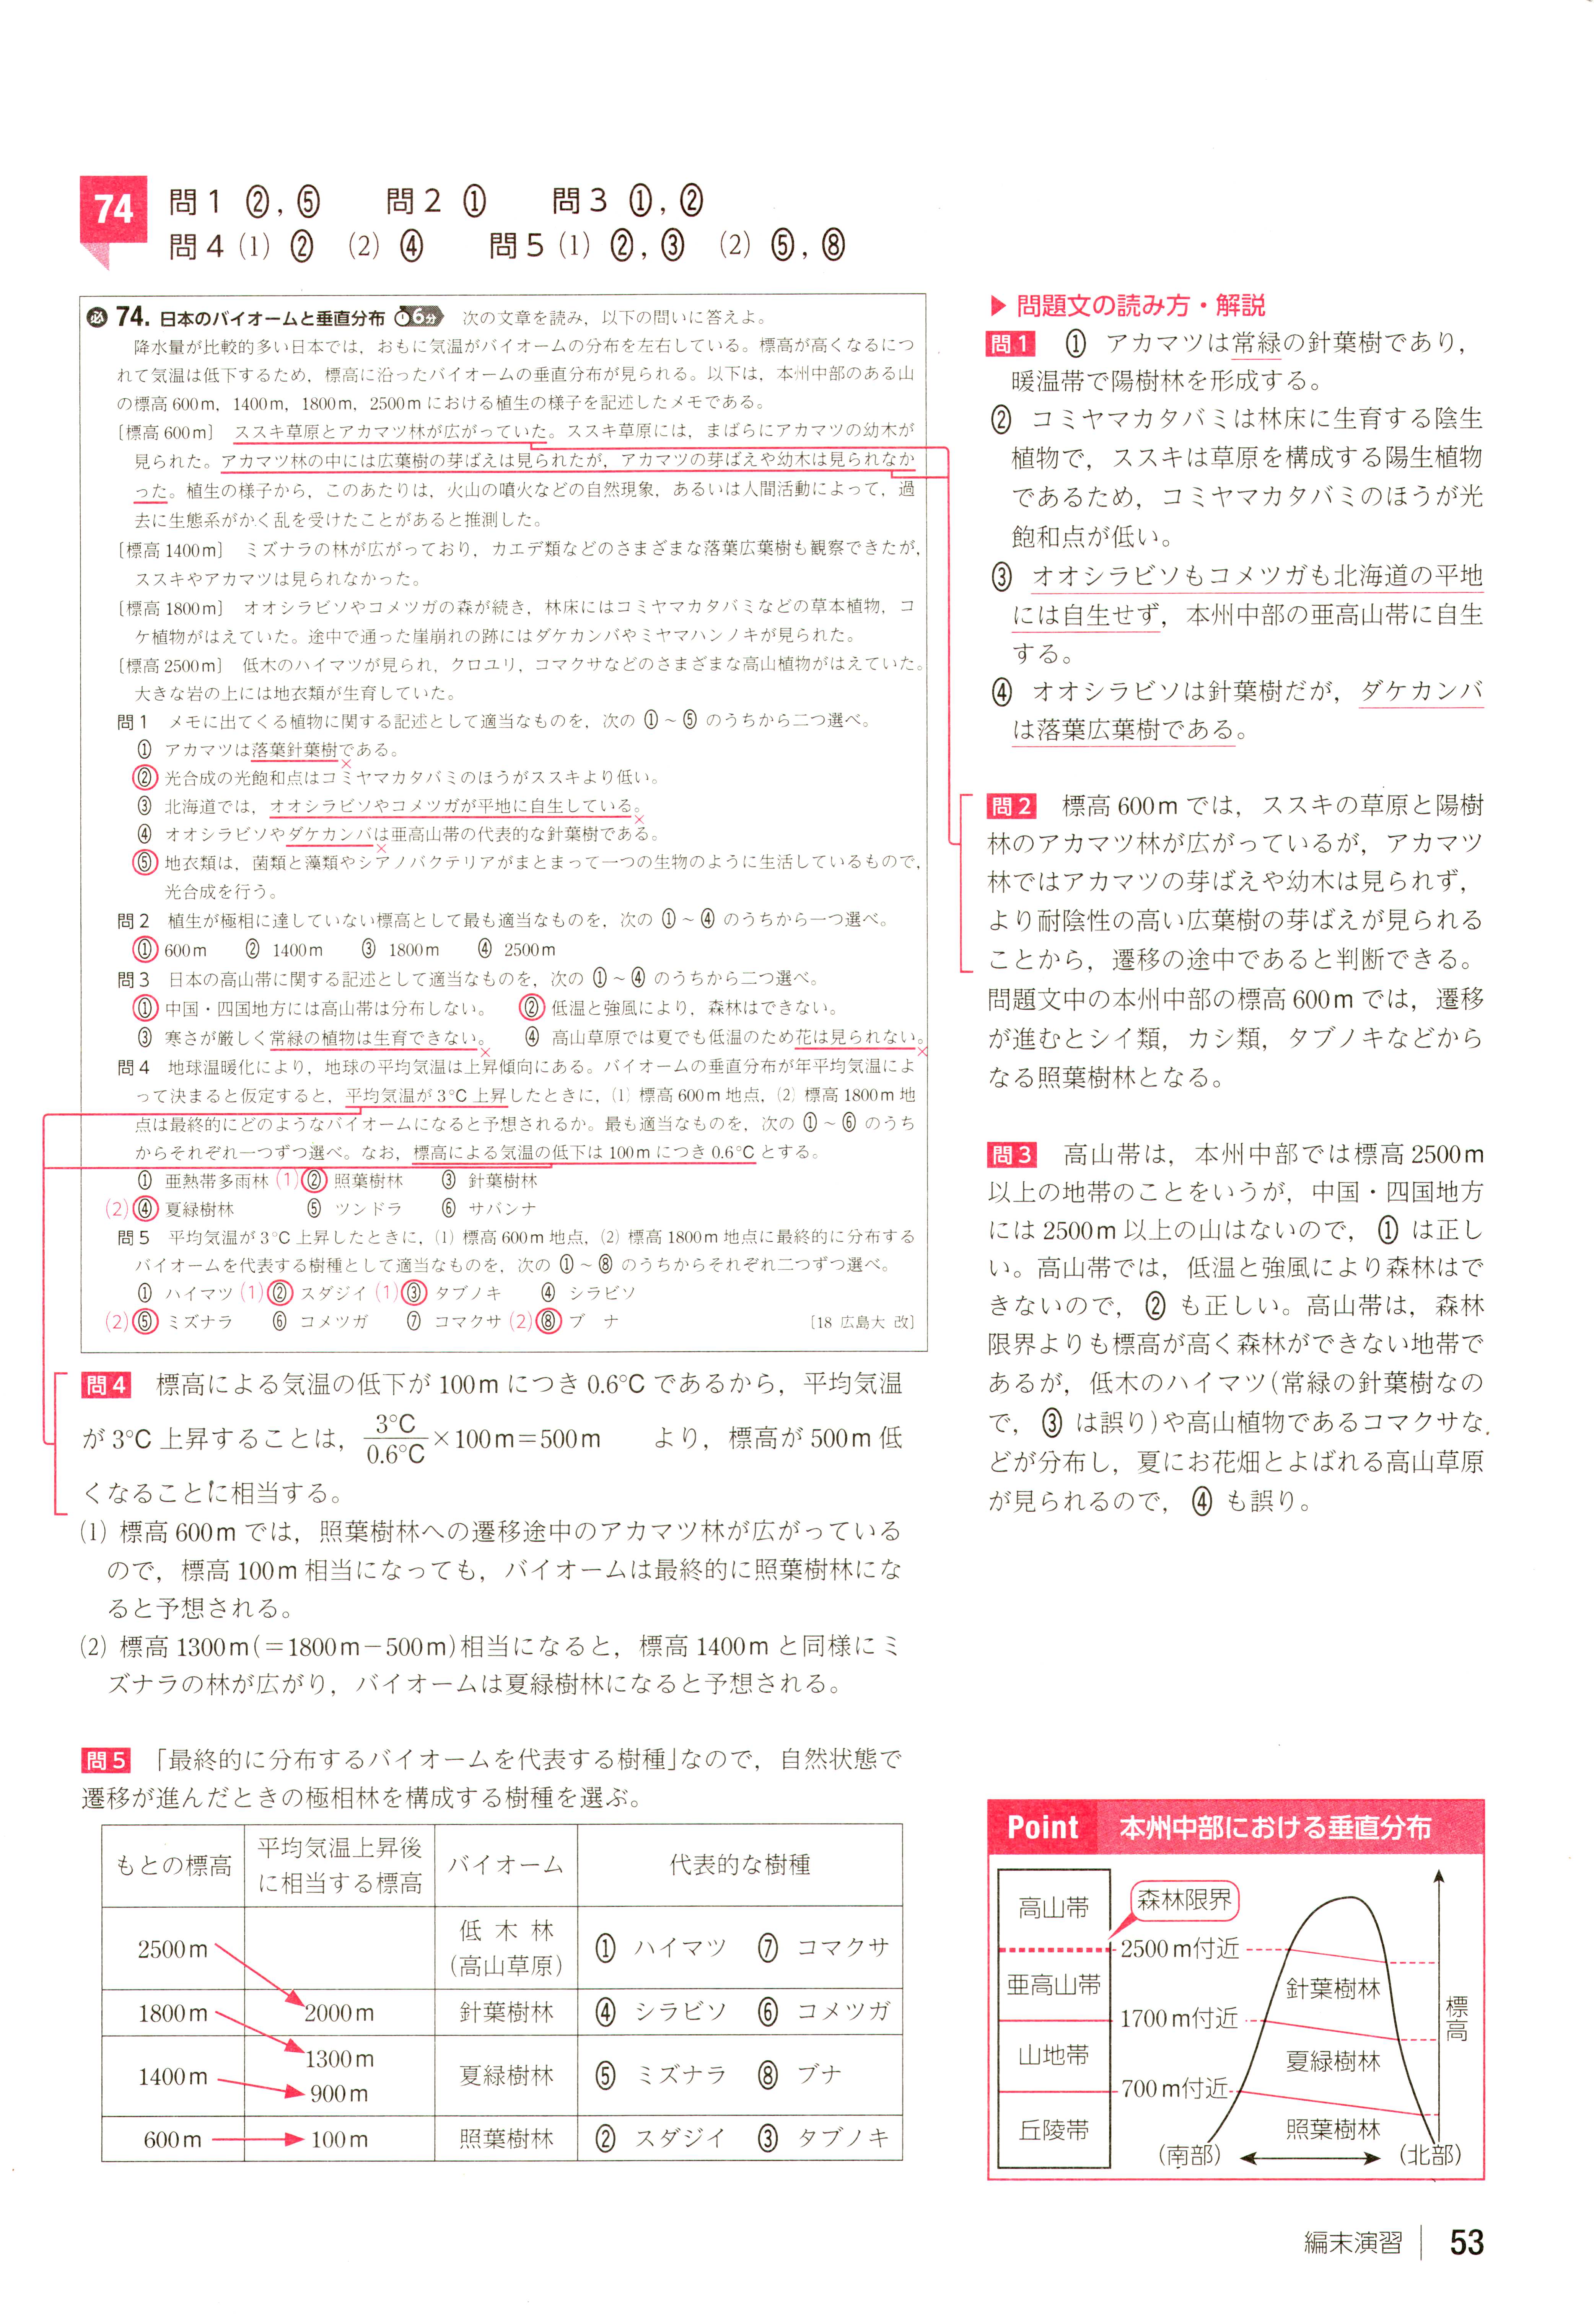 74
問1 ②，⑤ 問2 ① 問3 ①，②
問4 (1) ② (2) ④ 問5 (1) ②，③ (2) ⑤，⑧
必 74. 日本のバイオームと垂直分布 6分 次の文章を読み，以下の問いに答えよ。
降水量が比較的多い日本では，おもに気温がバイオームの分布を左右している。標高が高くなるにつ
れて気温は低下するため，標高に沿ったバイオームの垂直分布が見られる。以下は，本州中部のある山
の標高600m，1400m，1800m，2500mにおける植生の様子を記述したメモである。
〔標高600m〕 ススキ草原とアカマツ林が広がっていた。ススキ草原には，まばらにアカマツの幼木が
見られた。アカマツ林の中には広葉樹の芽ばえは見られたが，アカマツの芽ばえや幼木は見られなか
った。植生の様子から，このあたりは，火山の噴火などの自然現象，あるいは人間活動によって，過
去に生態系がかく乱を受けたことがあると推測した。
〔標高1400m〕 ミズナラの林が広がっており，カエデ類などのさまざまな落葉広葉樹も観察できたが，
ススキやアカマツは見られなかった。
〔標高1800m〕 オオシラビソやコメツガの森が続き，林床にはコミヤマカタバミなどの草本植物，コ
ケ植物がはえていた。途中で通った崖崩れの跡にはダケカンバやミヤマハンノキが見られた。
〔標高2500m〕 低木のハイマツが見られ，クロユリ，コマクサなどのさまざまな高山植物がはえていた。
大きな岩の上には地衣類が生育していた。
問1 メモに出てくる植物に関する記述として適当なものを，次の①～⑤のうちから二つ選べ。
① アカマツは落葉針葉樹である。
×
② 光合成の光飽和点はコミヤマカタバミのほうがススキより低い。
③ 北海道では，オオシラビソやコメツガが平地に自生している。
×
④ オオシラビソやダケカンバは亜高山帯の代表的な針葉樹である。
×
⑤ 地衣類は，菌類と藻類やシアノバクテリアがまとまって一つの生物のように生活しているもので，
光合成を行う。
問2 植生が極相に達していない標高として最も適当なものを，次の①～④のうちから一つ選べ。
① 600m ② 1400m ③ 1800m ④ 2500m
問3 日本の高山帯に関する記述として適当なものを，次の①～④のうちから二つ選べ。
① 中国・四国地方には高山帯は分布しない。 ② 低温と強風により，森林はできない。
③ 寒さが厳しく常緑の植物は生育できない。 ④ 高山草原では夏でも低温のため花は見られない。
× ×
問4 地球温暖化により，地球の平均気温は上昇傾向にある。バイオームの垂直分布が年平均気温によ
って決まると仮定すると，平均気温が3℃上昇したときに，(1) 標高600m地点，(2) 標高1800m地
点は最終的にどのようなバイオームになると予想されるか。最も適当なものを，次の①～⑥のうち
からそれぞれ一つずつ選べ。なお，標高による気温の低下は100mにつき0.6℃とする。
① 亜熱帯多雨林 (1)② 照葉樹林 ③ 針葉樹林
(2)④ 夏緑樹林 ⑤ ツンドラ ⑥ サバンナ
問5 平均気温が3℃上昇したときに，(1) 標高600m地点，(2) 標高1800m地点に最終的に分布する
バイオームを代表する樹種として適当なものを，次の①～⑧のうちからそれぞれ二つずつ選べ。
① ハイマツ (1)② スダジイ (1)③ タブノキ ④ シラビソ
(2)⑤ ミズナラ ⑥ コメツガ ⑦ コマクサ (2)⑧ ブ ナ 〔18 広島大 改〕
問4 標高による気温の低下が100mにつき0.6℃であるから，平均気温
が3℃上昇することは，3℃/0.6℃×100m=500m より，標高が500m低
くなることに相当する。
(1) 標高600mでは，照葉樹林への遷移途中のアカマツ林が広がっている
ので，標高100m相当になっても，バイオームは最終的に照葉樹林にな
ると予想される。
(2) 標高1300m(=1800m−500m)相当になると，標高1400mと同様にミ
ズナラの林が広がり，バイオームは夏緑樹林になると予想される。
問5 「最終的に分布するバイオームを代表する樹種」なので，自然状態で
遷移が進んだときの極相林を構成する樹種を選ぶ。
もとの標高 平均気温上昇後に相当する標高 バイオーム 代表的な樹種
2500m 低木林(高山草原) ① ハイマツ ⑦ コマクサ
1800m 2000m 針葉樹林 ④ シラビソ ⑥ コメツガ
1400m 1300m 900m 夏緑樹林 ⑤ ミズナラ ⑧ ブナ
600m 100m 照葉樹林 ② スダジイ ③ タブノキ
▶ 問題文の読み方・解説
問1 ① アカマツは常緑の針葉樹であり，
暖温帯で陽樹林を形成する。
② コミヤマカタバミは林床に生育する陰生
植物で，ススキは草原を構成する陽生植物
であるため，コミヤマカタバミのほうが光
飽和点が低い。
③ オオシラビソもコメツガも北海道の平地
には自生せず，本州中部の亜高山帯に自生
する。
④ オオシラビソは針葉樹だが，ダケカンバ
は落葉広葉樹である。
問2 標高600mでは，ススキの草原と陽樹
林のアカマツ林が広がっているが，アカマツ
林ではアカマツの芽ばえや幼木は見られず，
より耐陰性の高い広葉樹の芽ばえが見られる
ことから，遷移の途中であると判断できる。
問題文中の本州中部の標高600mでは，遷移
が進むとシイ類，カシ類，タブノキなどから
なる照葉樹林となる。
問3 高山帯は，本州中部では標高2500m
以上の地帯のことをいうが，中国・四国地方
には2500m以上の山はないので，①は正し
い。高山帯では，低温と強風により森林はで
きないので，②も正しい。高山帯は，森林
限界よりも標高が高く森林ができない地帯で
あるが，低木のハイマツ(常緑の針葉樹なの
で，③は誤り)や高山植物であるコマクサな
どが分布し，夏にお花畑とよばれる高山草原
が見られるので，④も誤り。
Point 本州中部における垂直分布
高山帯 森林限界
2500m付近
亜高山帯 針葉樹林
1700m付近
標高
山地帯 夏緑樹林
700m付近
丘陵帯 照葉樹林
(南部) (北部)
編末演習 53